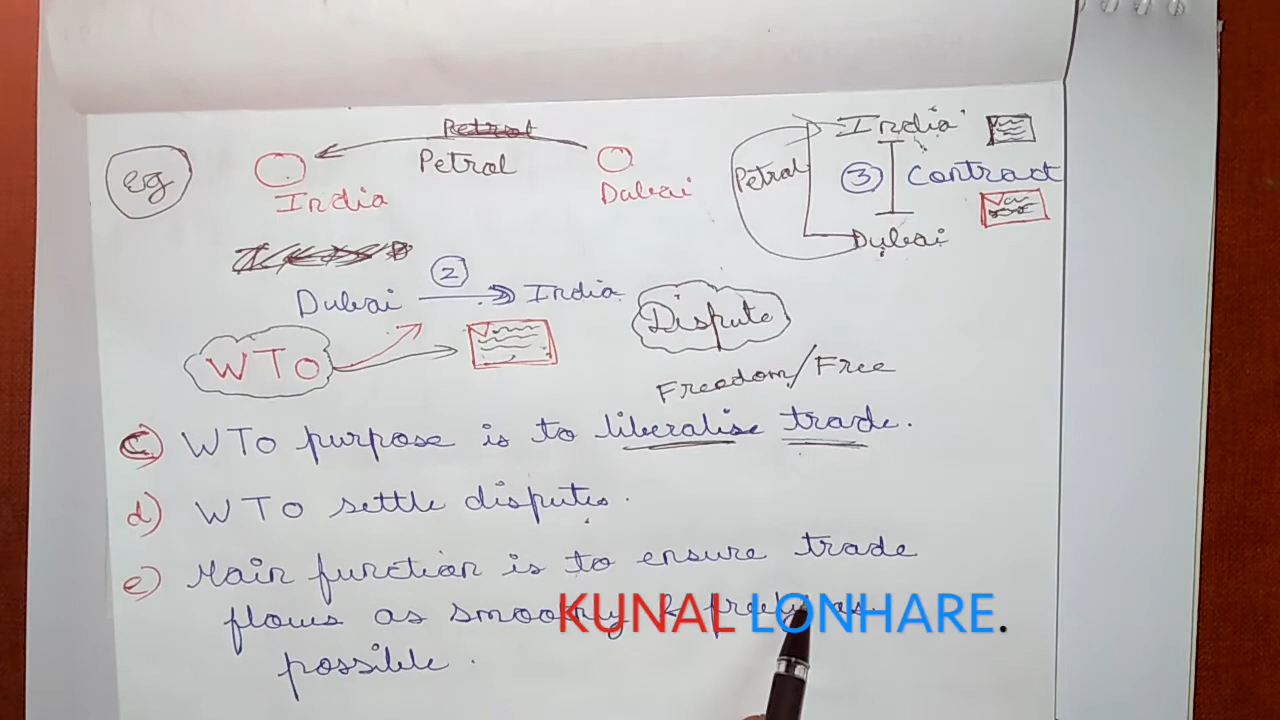 Petrol
Eg
Petrol
India
Dubai
India
Petrol
3
Contract
Dubai
2
Dubai
India
WTO
Dispute
Freedom/Free
c) WTO purpose is to liberalise trade.
d) WTO settle disputes.
e) Main function is to ensure trade
flows as smoothly & freely as
possible.
KUNAL LONHARE.